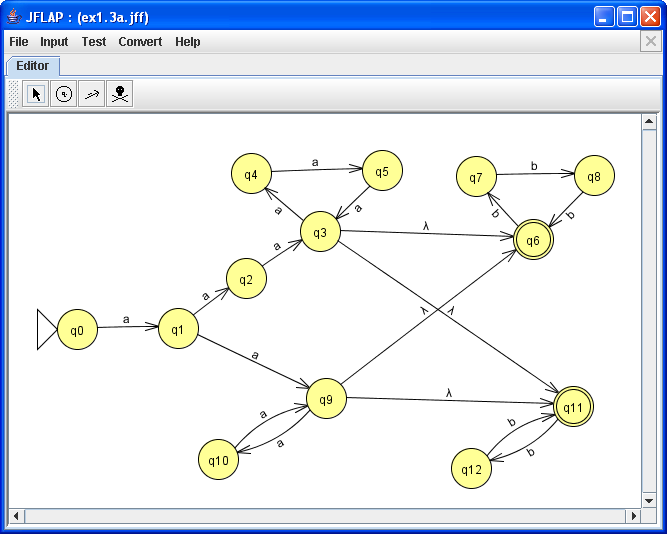 JFLAP : (ex1.3a.jff)
File Input Test Convert Help
Editor
q4 a q5
q7 b q8
a a
b b
q3 λ q6
a
q2
a
q0 a q1
λ λ
a
q9 λ q11
a
a
q10
b
b
q12